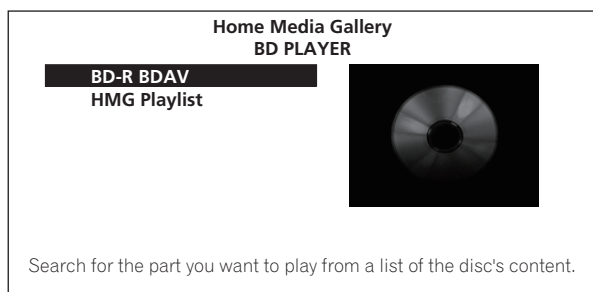 Home Media Gallery
BD PLAYER
BD-R BDAV
HMG Playlist
Search for the part you want to play from a list of the disc's content.